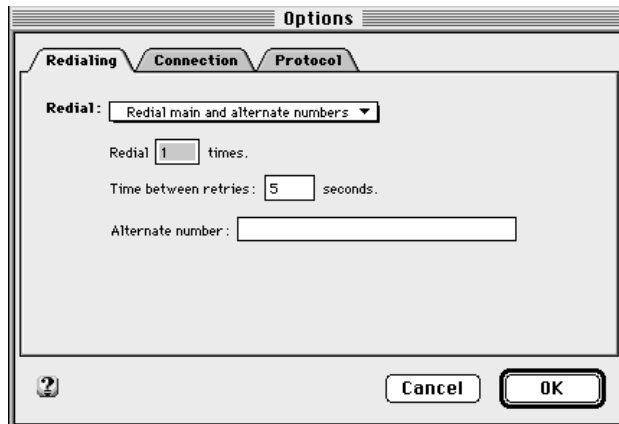 Options
Redialing Connection Protocol
Redial: Redial main and alternate numbers
Redial 1 times.
Time between retries: 5 seconds.
Alternate number:
? Cancel OK